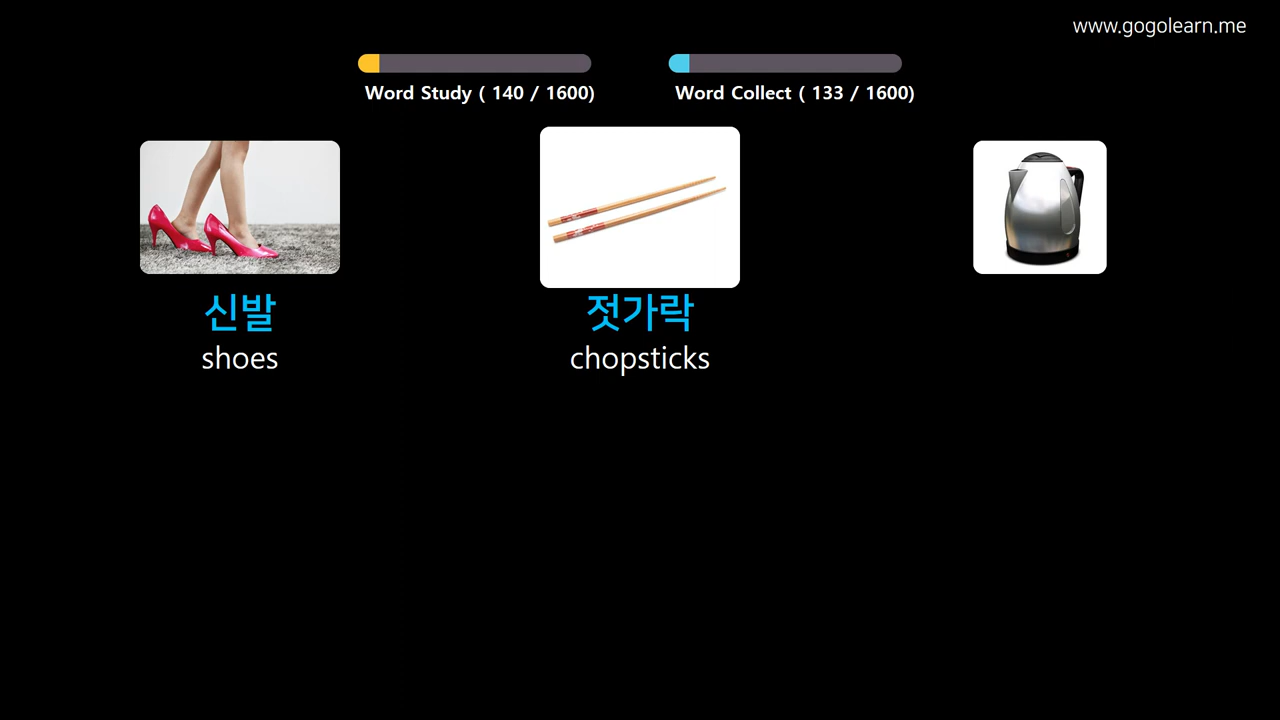 www.gogolearn.me
Word Study ( 140 / 1600)
Word Collect ( 133 / 1600)
신발
shoes
젓가락
chopsticks